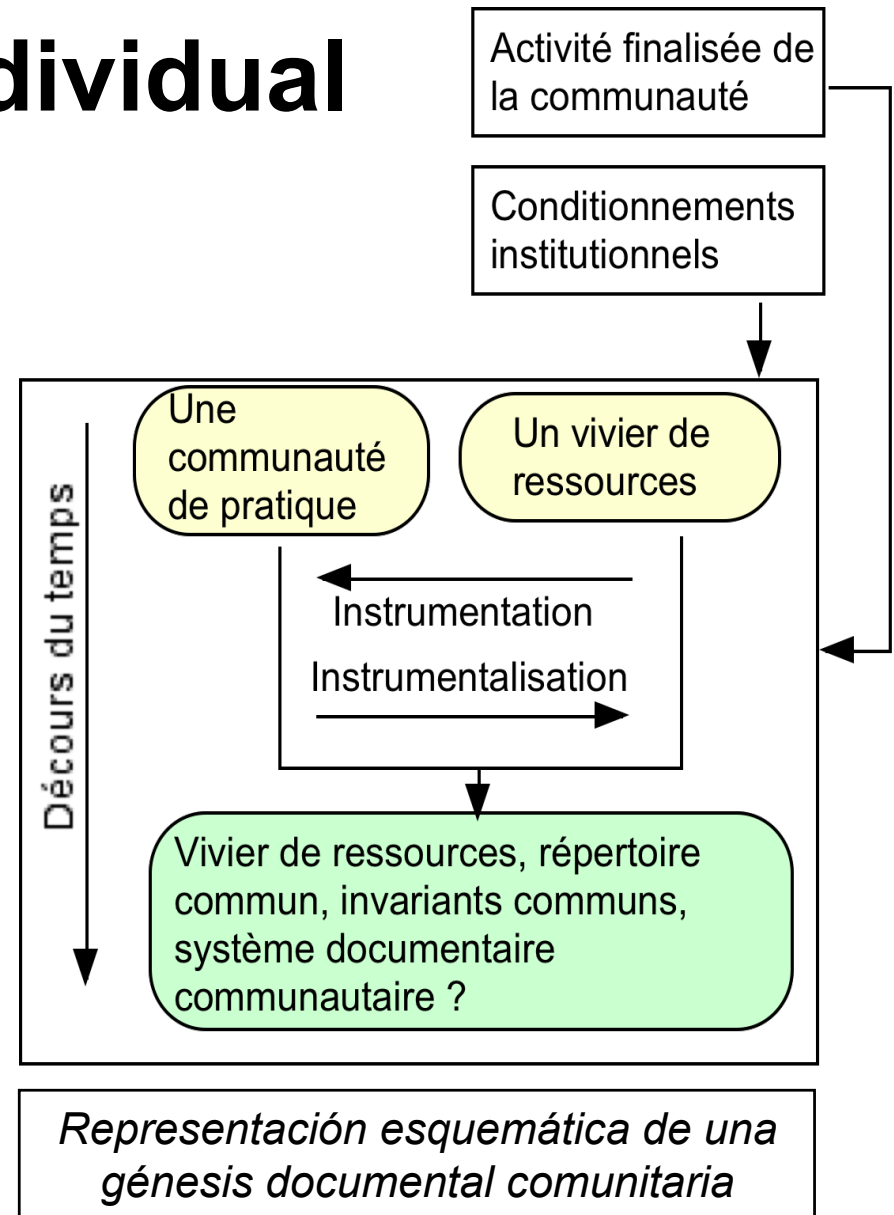 dividual
Activité finalisée de
la communauté
Conditionnements
institutionnels
Une
communauté
de pratique
Un vivier de
ressources
Décours du temps
Instrumentation
Instrumentalisation
Vivier de ressources, répertoire
commun, invariants communs,
système documentaire
communautaire ?
Representación esquemática de una
génesis documental comunitaria